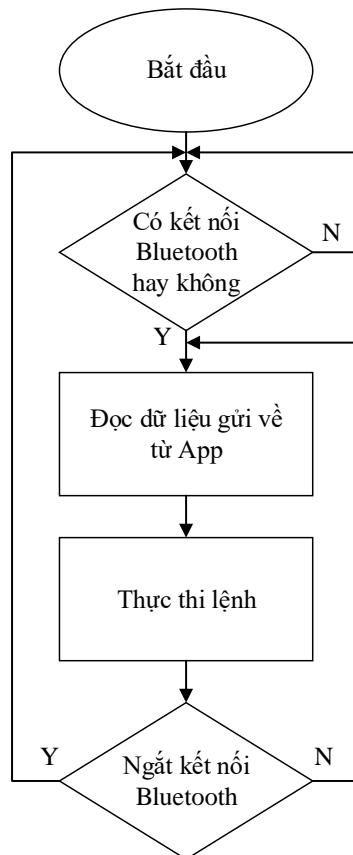 Bắt đầu
Có kết nối
Bluetooth
hay không
N
Y
Đọc dữ liệu gửi về
từ App
Thực thi lệnh
Y
Ngắt kết nối
Bluetooth
N